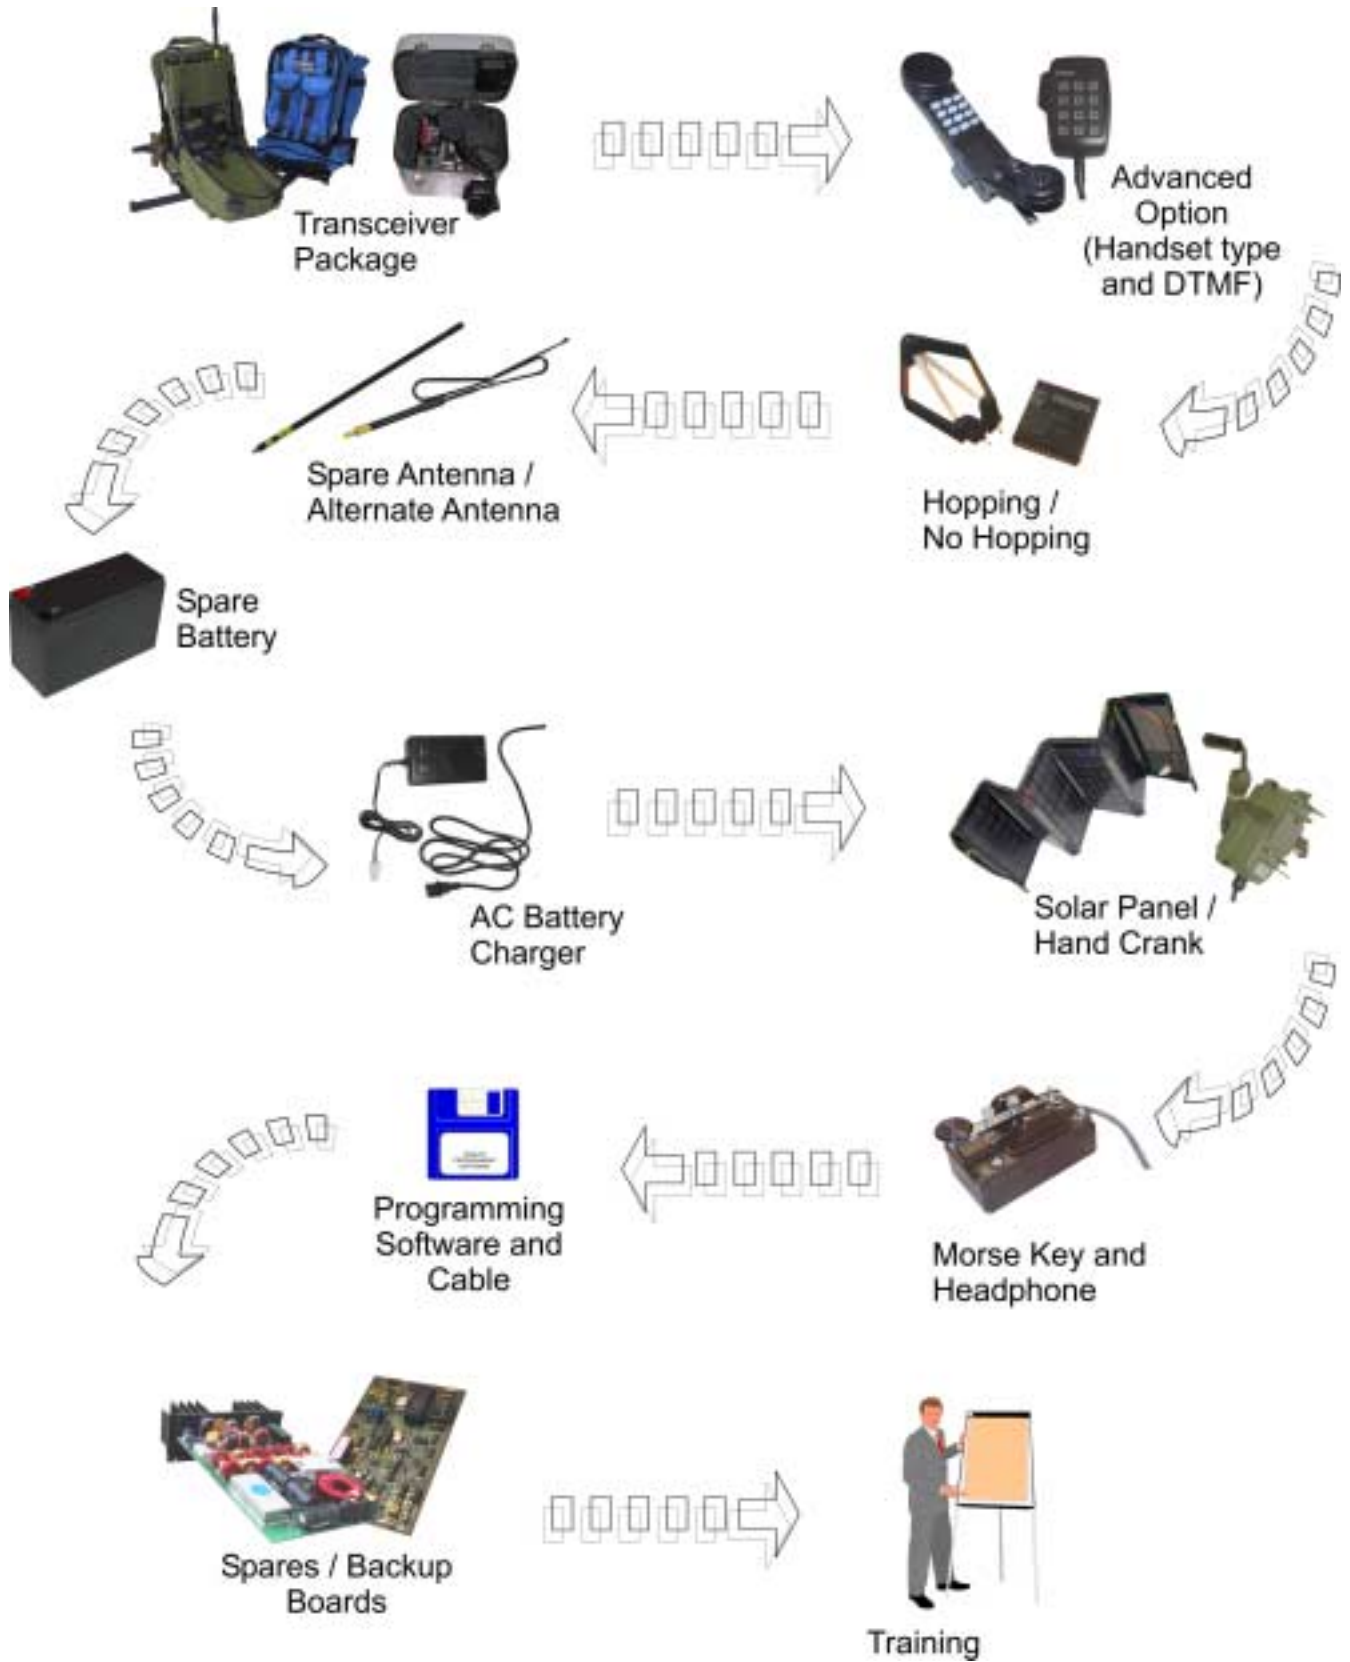 Transceiver
Package
Advanced
Option
(Handset type
and DTMF)
Hopping /
No Hopping
Spare Antenna /
Alternate Antenna
Spare
Battery
AC Battery
Charger
Solar Panel /
Hand Crank
Morse Key and
Headphone
Programming
Software and
Cable
Spares / Backup
Boards
Training